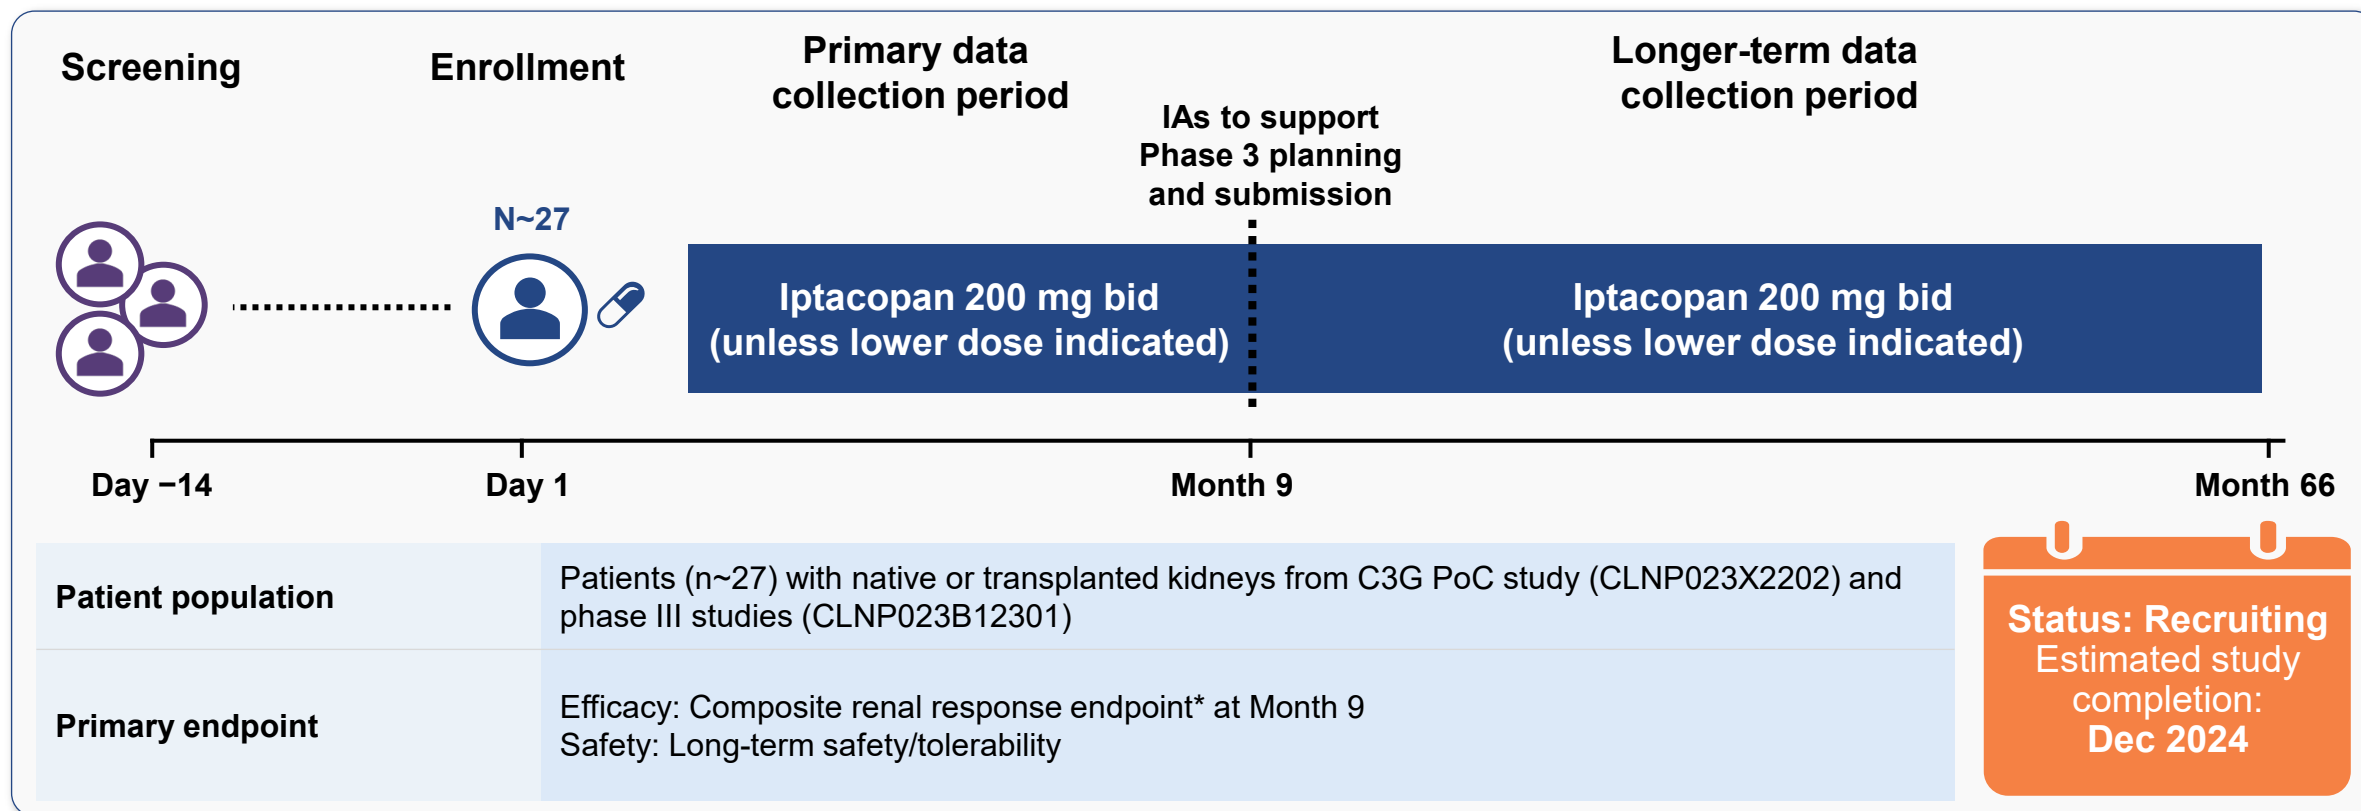 Screening
Enrollment
Primary data
collection period
IAs to support
Phase 3 planning
and submission
Longer-term data
collection period
N~27
Iptacopan 200 mg bid
(unless lower dose indicated)
Iptacopan 200 mg bid
(unless lower dose indicated)
Day −14
Day 1
Month 9
Month 66
Patient population
Patients (n~27) with native or transplanted kidneys from C3G PoC study (CLNP023X2202) and
phase III studies (CLNP023B12301)
Primary endpoint
Efficacy: Composite renal response endpoint* at Month 9
Safety: Long-term safety/tolerability
Status: Recruiting
Estimated study
completion:
Dec 2024